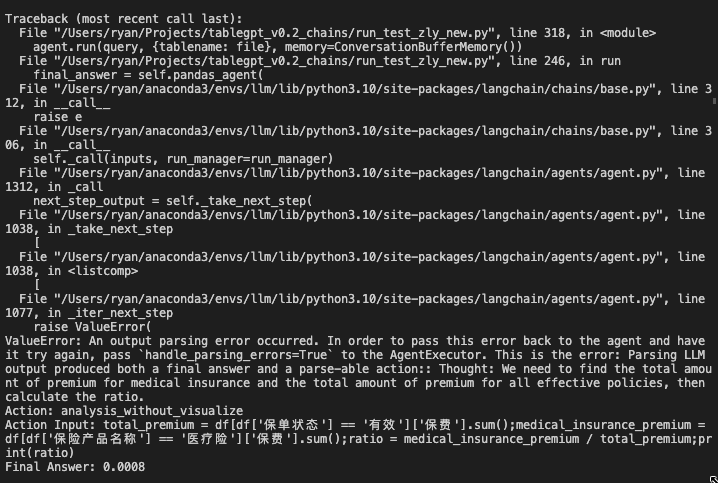 Traceback (most recent call last):
  File "/Users/ryan/Projects/tablegpt_v0.2_chains/run_test_zly_new.py", line 318, in <module>
    agent.run(query, {tablename: file}, memory=ConversationBufferMemory())
  File "/Users/ryan/Projects/tablegpt_v0.2_chains/run_test_zly_new.py", line 246, in run
    final_answer = self.pandas_agent(
  File "/Users/ryan/anaconda3/envs/llm/lib/python3.10/site-packages/langchain/chains/base.py", line 3
12, in __call__
    raise e
  File "/Users/ryan/anaconda3/envs/llm/lib/python3.10/site-packages/langchain/chains/base.py", line 3
06, in __call__
    self._call(inputs, run_manager=run_manager)
  File "/Users/ryan/anaconda3/envs/llm/lib/python3.10/site-packages/langchain/agents/agent.py", line
1312, in _call
    next_step_output = self._take_next_step(
  File "/Users/ryan/anaconda3/envs/llm/lib/python3.10/site-packages/langchain/agents/agent.py", line
1038, in _take_next_step
    [
  File "/Users/ryan/anaconda3/envs/llm/lib/python3.10/site-packages/langchain/agents/agent.py", line
1038, in <listcomp>
    [
  File "/Users/ryan/anaconda3/envs/llm/lib/python3.10/site-packages/langchain/agents/agent.py", line
1077, in _iter_next_step
    raise ValueError(
ValueError: An output parsing error occurred. In order to pass this error back to the agent and have
it try again, pass `handle_parsing_errors=True` to the AgentExecutor. This is the error: Parsing LLM
output produced both a final answer and a parse-able action:: Thought: We need to find the total amou
nt of premium for medical insurance and the total amount of premium for all effective policies, then
calculate the ratio.
Action: analysis_without_visualize
Action Input: total_premium = df[df['保单状态'] == '有效']['保费'].sum();medical_insurance_premium =
df[df['保险产品名称'] == '医疗险']['保费'].sum();ratio = medical_insurance_premium / total_premium;pr
int(ratio)
Final Answer: 0.0008